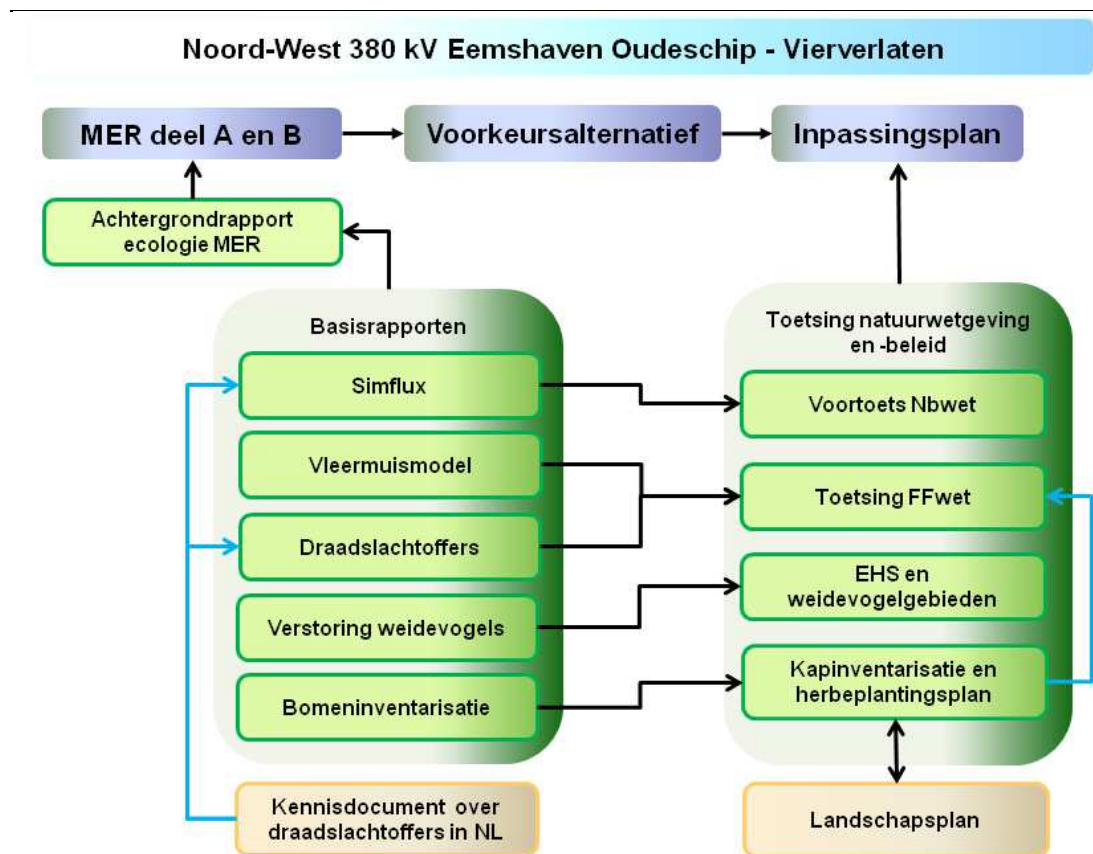 Noord-West 380 kV Eemshaven Oudeschip - Vierverlaten
MER deel A en B
Voorkeursalternatief
Inpassingsplan
Achtergrondrapport
ecologie MER
Basisrapporten
Simflux
Vleermuismodel
Draadslachtoffers
Verstoring weidevogels
Bomeninventarisatie
Kennisdocument over
draadslachtoffers in NL
Toetsing natuurwetgeving
en -beleid
Voortoets Nbwet
Toetsing FFwet
EHS en
weidevogelgebieden
Kapinventarisatie en
herbeplantingsplan
Landschapsplan